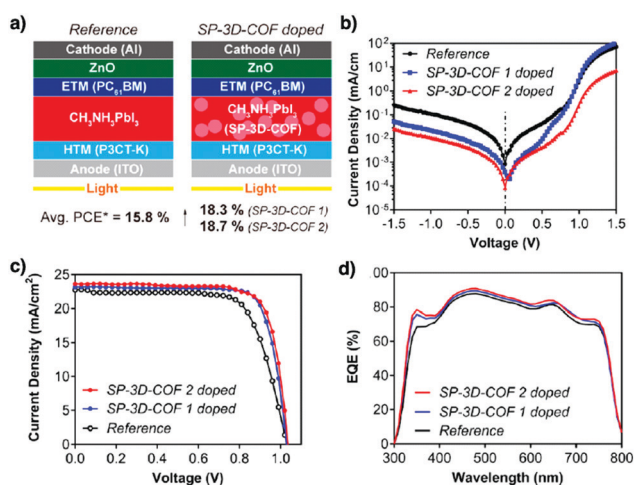 a)
Reference
SP-3D-COF doped
Cathode (Al)
Cathode (Al)
ZnO
ZnO
ETM (PC61BM)
ETM (PC61BM)
CH3NH3PbI3
CH3NH3PbI3
(SP-3D-COF)
HTM (P3CT-K)
HTM (P3CT-K)
Anode (ITO)
Anode (ITO)
Light
Light
Avg. PCE* = 15.8 %
↑
18.3 % (SP-3D-COF 1)
18.7 % (SP-3D-COF 2)
b)
Current Density (mA/cm
10²
10¹
10⁰
10⁻¹
10⁻²
10⁻³
10⁻⁴
10⁻⁵
Reference
SP-3D-COF 1 doped
SP-3D-COF 2 doped
-1.5 -1.0 -0.5 0.0 0.5 1.0 1.5
Voltage (V)
c)
Current Density (mA/cm²)
25
20
15
10
5
0
SP-3D-COF 2 doped
SP-3D-COF 1 doped
Reference
0.0 0.2 0.4 0.6 0.8 1.0
Voltage (V)
d)
EQE (%)
00
80
60
40
20
0
SP-3D-COF 2 doped
SP-3D-COF 1 doped
Reference
300 400 500 600 700 800
Wavelength (nm)